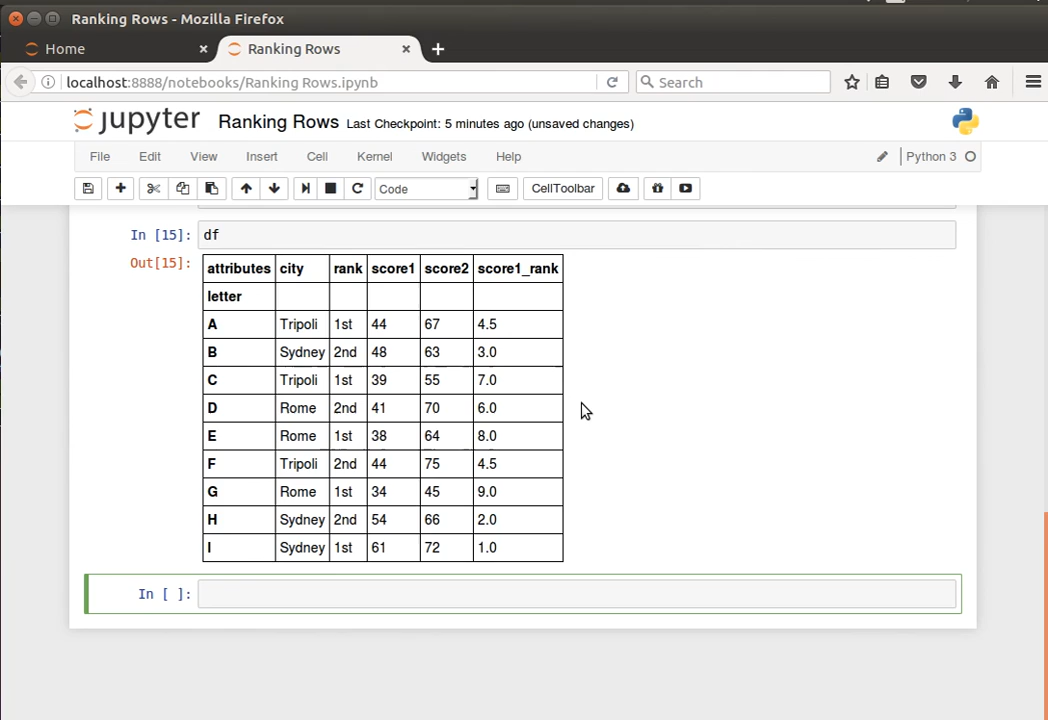 Ranking Rows - Mozilla Firefox
Home
Ranking Rows
localhost:8888/notebooks/Ranking Rows.ipynb
Search
jupyter Ranking Rows Last Checkpoint: 5 minutes ago (unsaved changes)
File Edit View Insert Cell Kernel Widgets Help Python 3
Code CellToolbar
In [15]: df
Out[15]:
attributes city rank score1 score2 score1_rank
letter
A Tripoli 1st 44 67 4.5
B Sydney 2nd 48 63 3.0
C Tripoli 1st 39 55 7.0
D Rome 2nd 41 70 6.0
E Rome 1st 38 64 8.0
F Tripoli 2nd 44 75 4.5
G Rome 1st 34 45 9.0
H Sydney 2nd 54 66 2.0
I Sydney 1st 61 72 1.0
In [ ]: